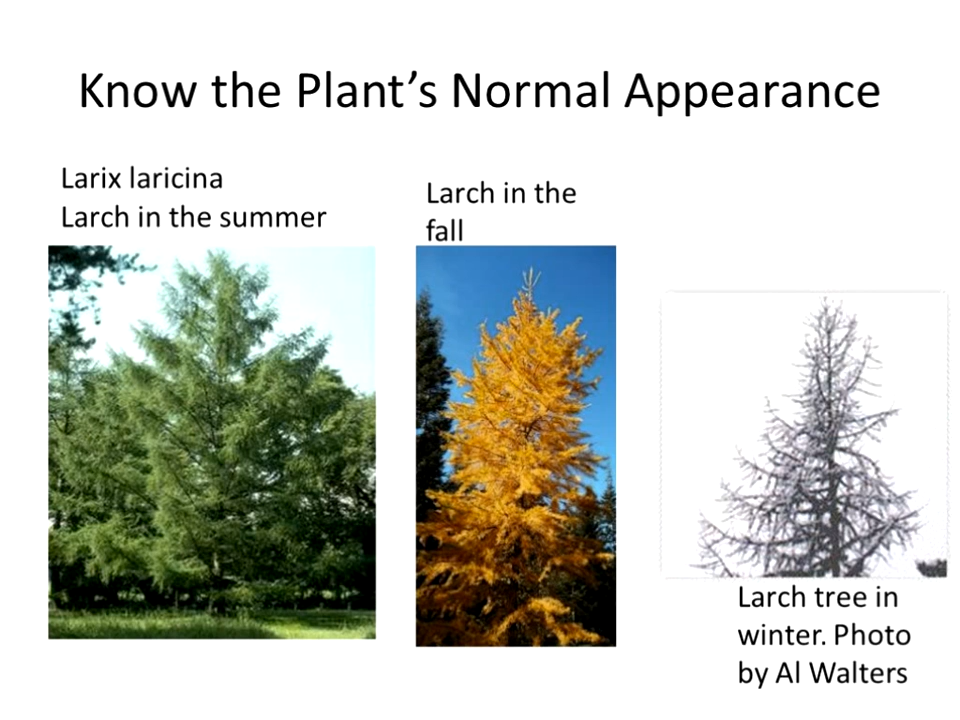 Know the Plant’s Normal Appearance
Larix laricina
Larch in the summer
Larch in the
fall
Larch tree in
winter. Photo
by Al Walters